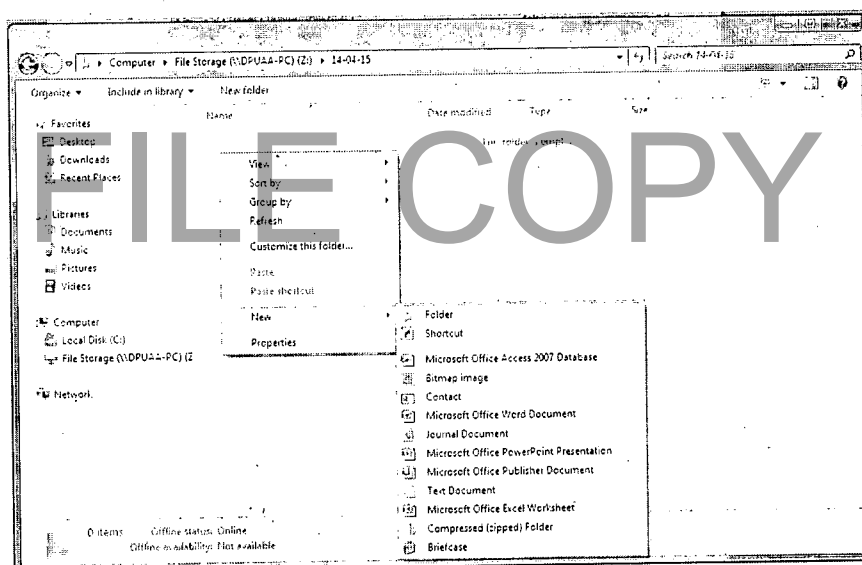 Computer ▸ File Storage (\\DPUAA-PC) (Z:) ▸ 14-04-15
Search 14-04-15
Organize Include in library New folder
Name Date modified Type Size
Favorites
Desktop
Downloads
Recent Places
Libraries
Documents
Music
Pictures
Videos
Computer
Local Disk (C:)
File Storage (\\DPUAA-PC) (Z
Network
FILE COPY
View
Sort by
Group by
Refresh
Customize this folder...
Paste
Paste shortcut
New
Properties
Folder
Shortcut
Microsoft Office Access 2007 Database
Bitmap image
Contact
Microsoft Office Word Document
Journal Document
Microsoft Office PowerPoint Presentation
Microsoft Office Publisher Document
Text Document
Microsoft Office Excel Worksheet
Compressed (zipped) Folder
Briefcase
0 items Offline status: Online
Offline availability: Not available